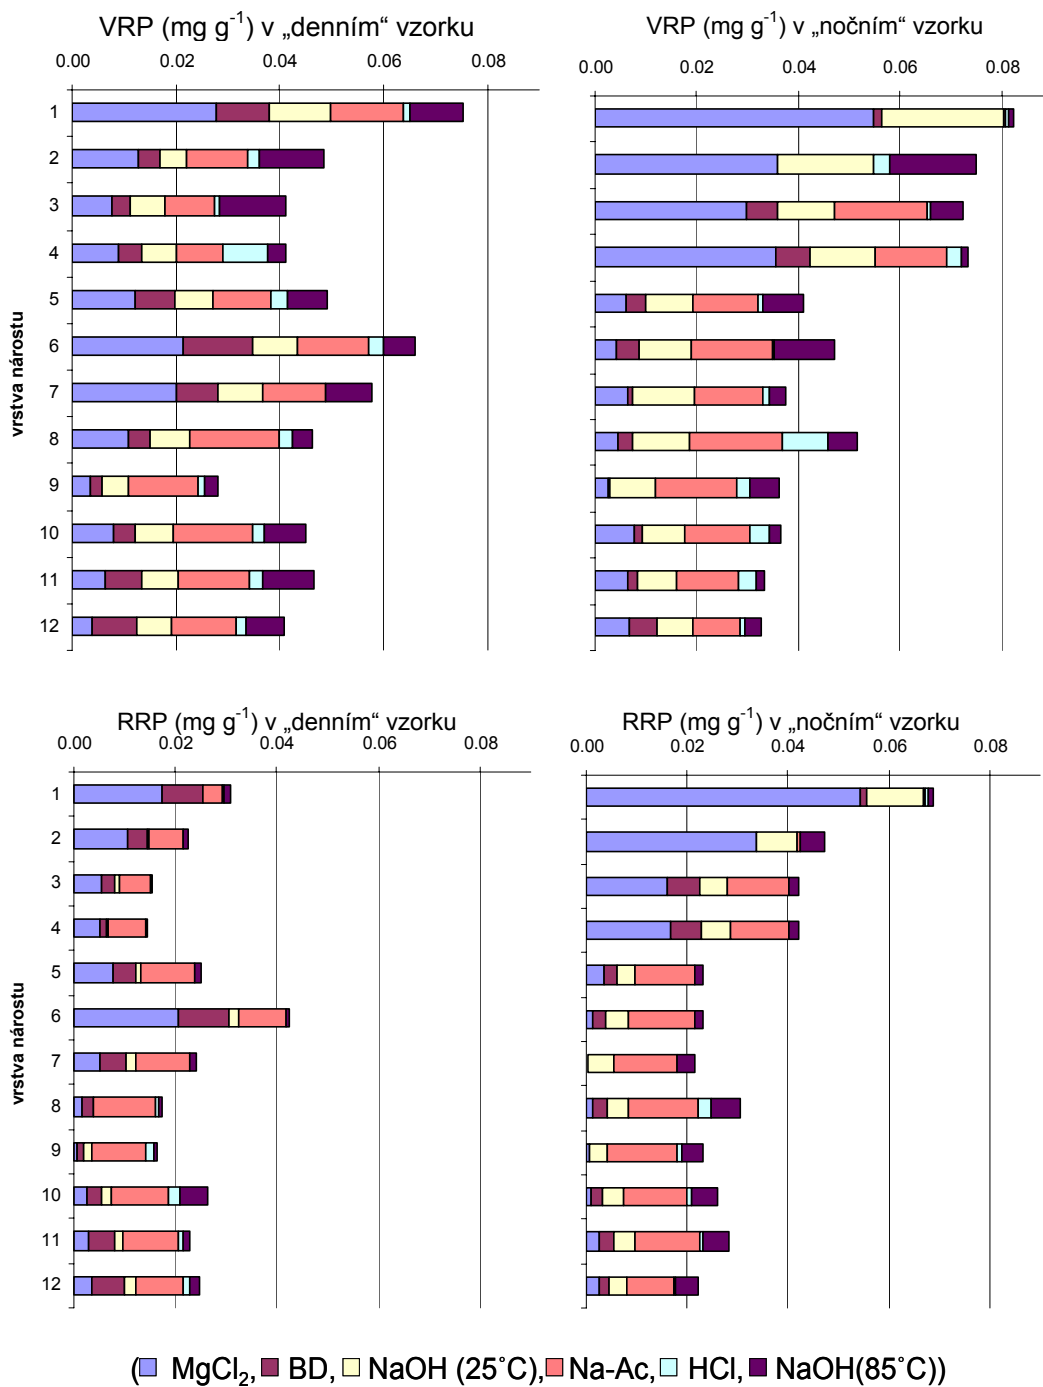 VRP (mg g⁻¹) v „denním“ vzorku
0.00 0.02 0.04 0.06 0.08
1
2
3
4
5
6
7
8
9
10
11
12
vrstva nárostu
VRP (mg g⁻¹) v „nočním“ vzorku
0.00 0.02 0.04 0.06 0.08
RRP (mg g⁻¹) v „denním“ vzorku
0.00 0.02 0.04 0.06 0.08
1
2
3
4
5
6
7
8
9
10
11
12
vrstva nárostu
RRP (mg g⁻¹) v „nočním“ vzorku
0.00 0.02 0.04 0.06 0.08
( MgCl₂, BD, NaOH (25˚C), Na-Ac, HCl, NaOH(85˚C))